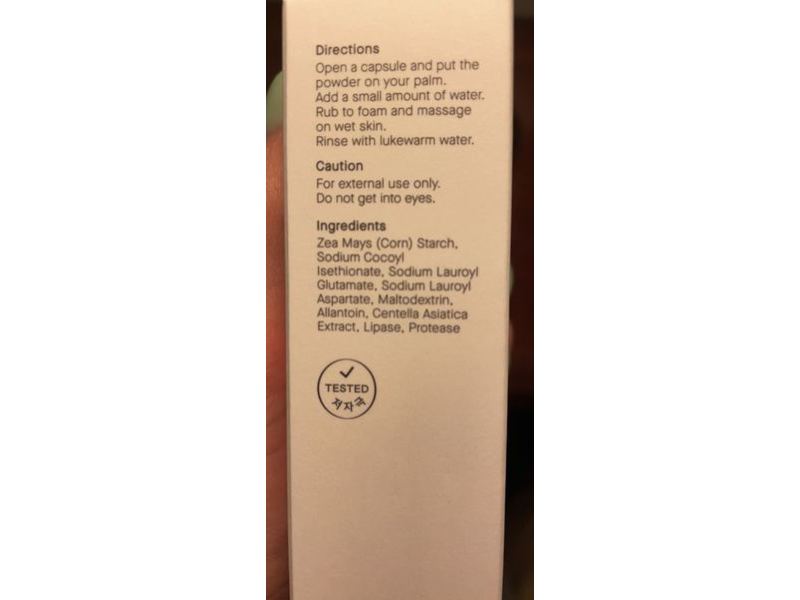 Directions
Open a capsule and put the
powder on your palm.
Add a small amount of water.
Rub to foam and massage
on wet skin.
Rinse with lukewarm water.
Caution
For external use only.
Do not get into eyes.
Ingredients
Zea Mays (Corn) Starch,
Sodium Cocoyl
Isethionate, Sodium Lauroyl
Glutamate, Sodium Lauroyl
Aspartate, Maltodextrin,
Allantoin, Centella Asiatica
Extract, Lipase, Protease
TESTED
저자극